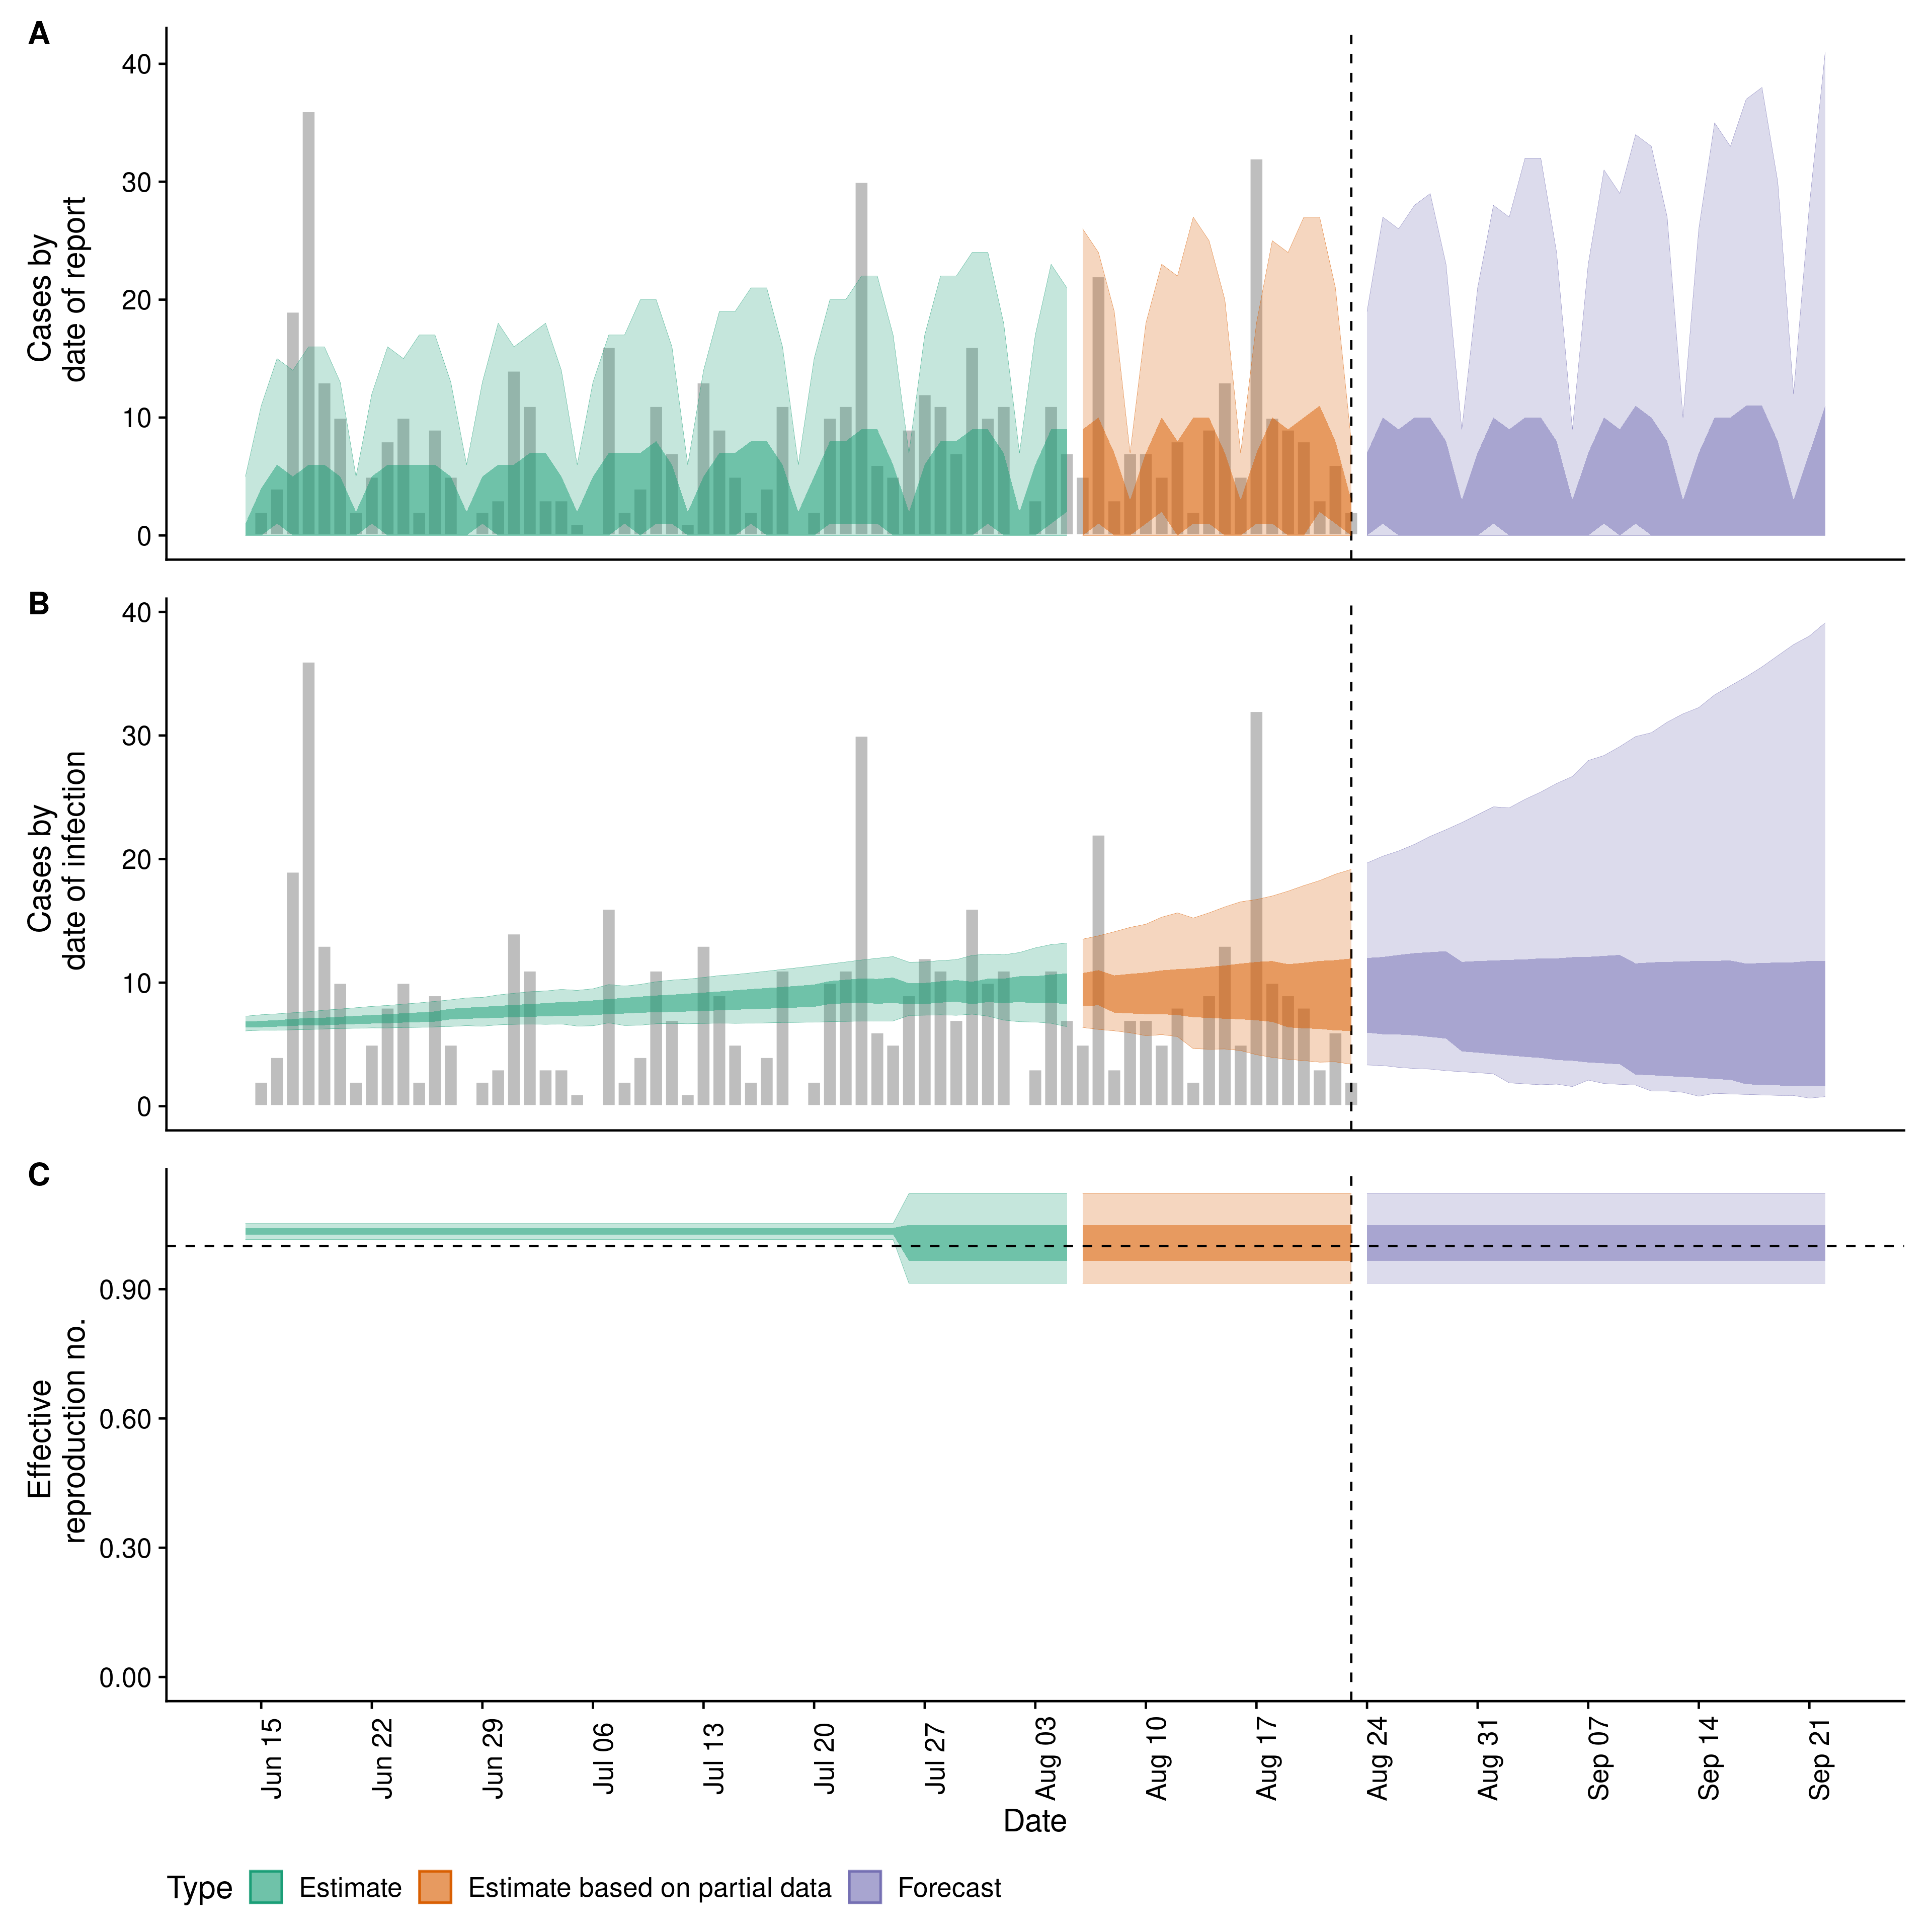 A
40
30
20
10
0
Cases by
date of report
B
40
30
20
10
0
Cases by
date of infection
C
0.90
0.60
0.30
0.00
Effective
reproduction no.
Jun 15
Jun 22
Jun 29
Jul 06
Jul 13
Jul 20
Jul 27
Aug 03
Aug 10
Aug 17
Aug 24
Aug 31
Sep 07
Sep 14
Sep 21
Date
Type Estimate Estimate based on partial data Forecast